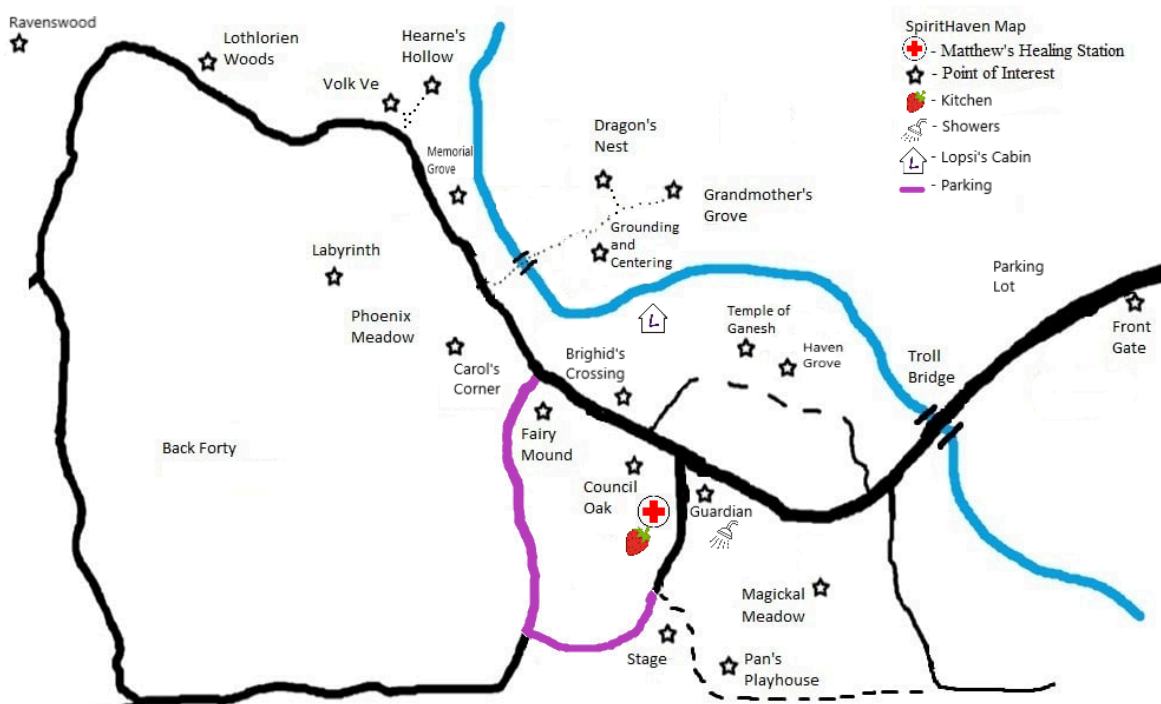 Ravenswood
Lothlorien
Woods
Hearne's
Hollow
Volk Ve
SpiritHaven Map
- Matthew's Healing Station
- Point of Interest
- Kitchen
- Showers
L - Lopsi's Cabin
- Parking
Memorial
Grove
Dragon's
Nest
Grandmother's
Grove
Grounding
and
Centering
Labyrinth
Phoenix
Meadow
Carol's
Corner
L
Temple of
Ganesh
Haven
Grove
Parking
Lot
Front
Gate
Troll
Bridge
Brighid's
Crossing
Fairy
Mound
Back Forty
Council
Oak
Guardian
Magickal
Meadow
Stage
Pan's
Playhouse